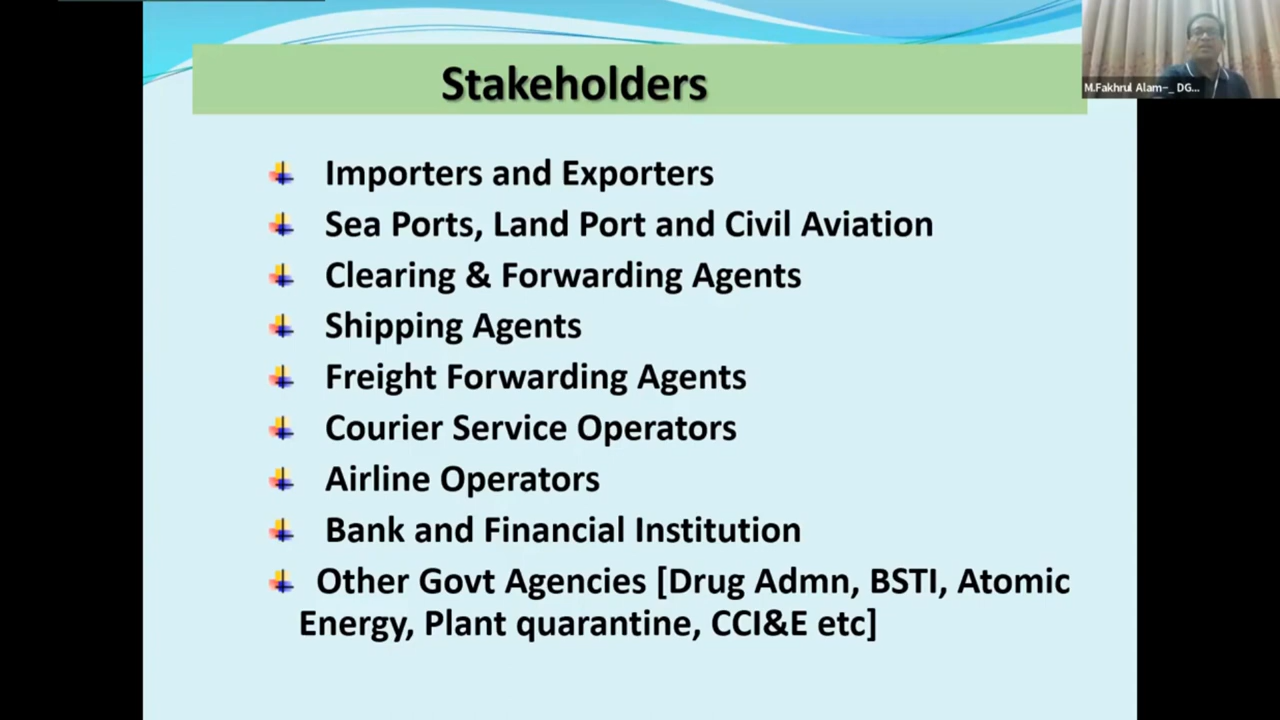 Stakeholders
M.Fakhrul Alam-_ DG...
Importers and Exporters
Sea Ports, Land Port and Civil Aviation
Clearing & Forwarding Agents
Shipping Agents
Freight Forwarding Agents
Courier Service Operators
Airline Operators
Bank and Financial Institution
Other Govt Agencies [Drug Admn, BSTI, Atomic
Energy, Plant quarantine, CCI&E etc]